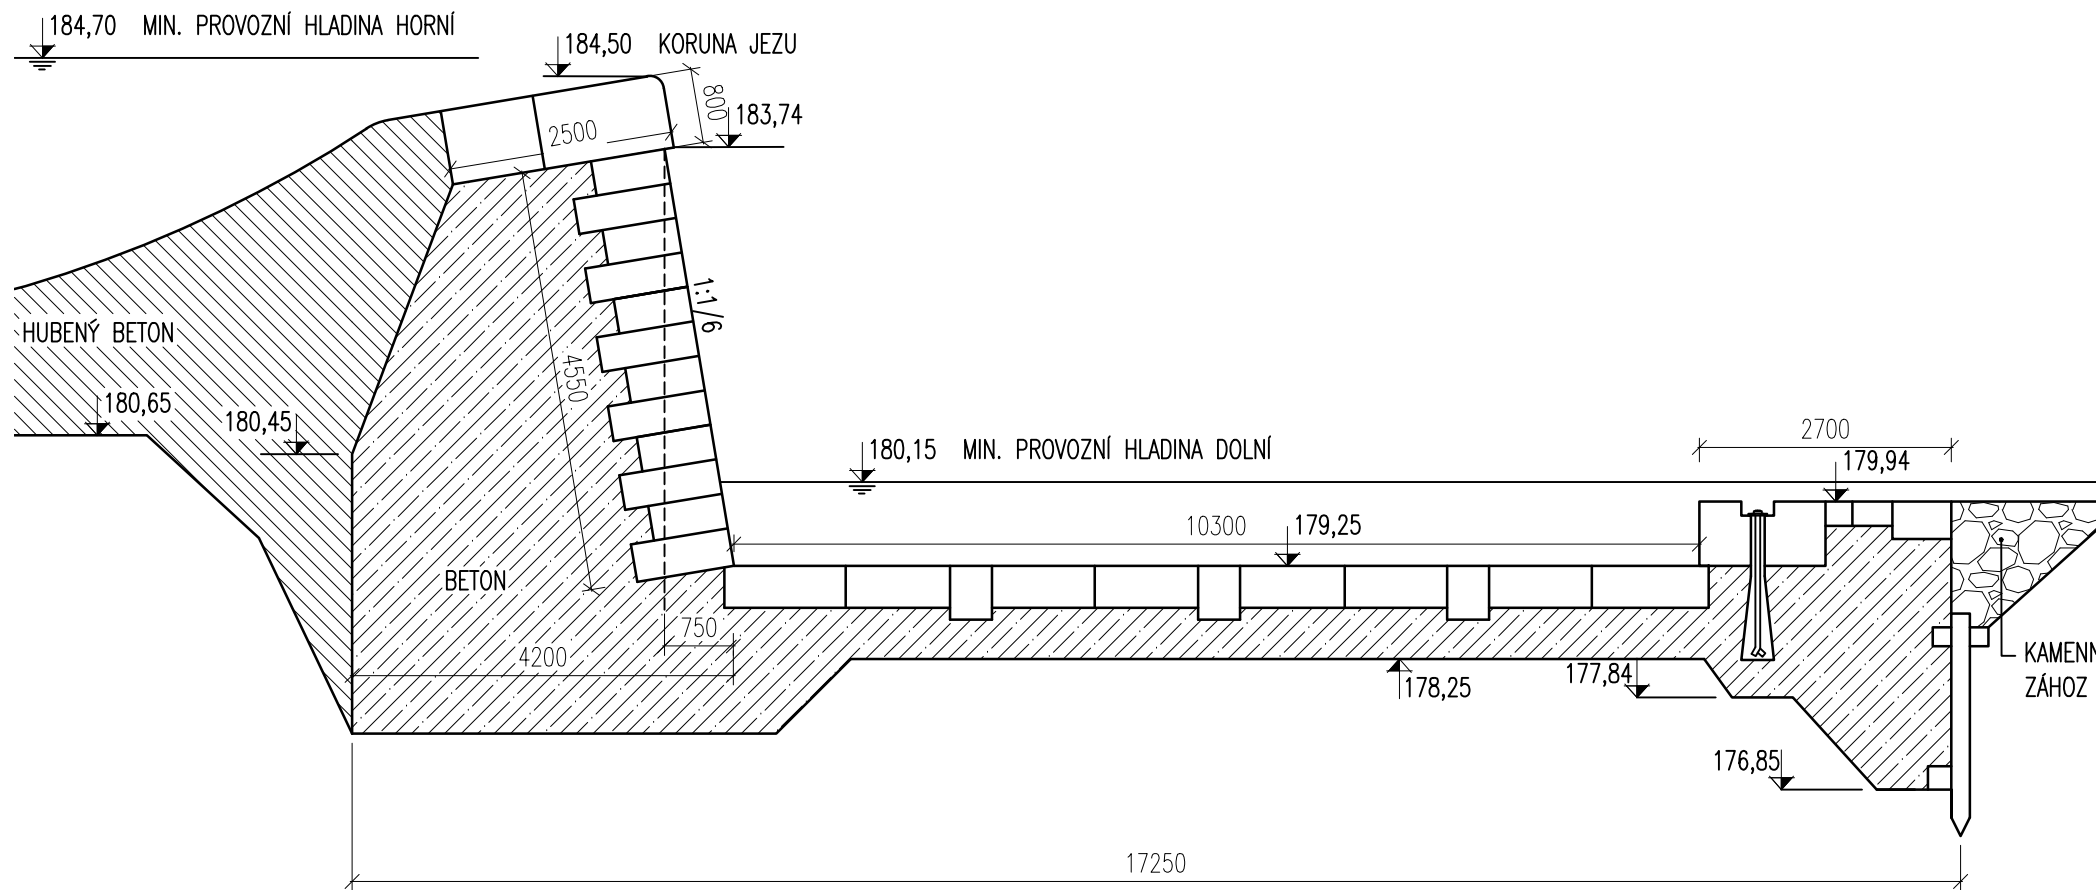 184,70 MIN. PROVOZNÍ HLADINA HORNÍ
184,50 KORUNA JEZU
800
183,74
2500
1:1/6
HUBENÝ BETON
4550
180,65
180,45
180,15 MIN. PROVOZNÍ HLADINA DOLNÍ
2700
179,94
10300
179,25
BETON
750
4200
178,25
177,84
KAMENN
ZÁHOZ
176,85
17250